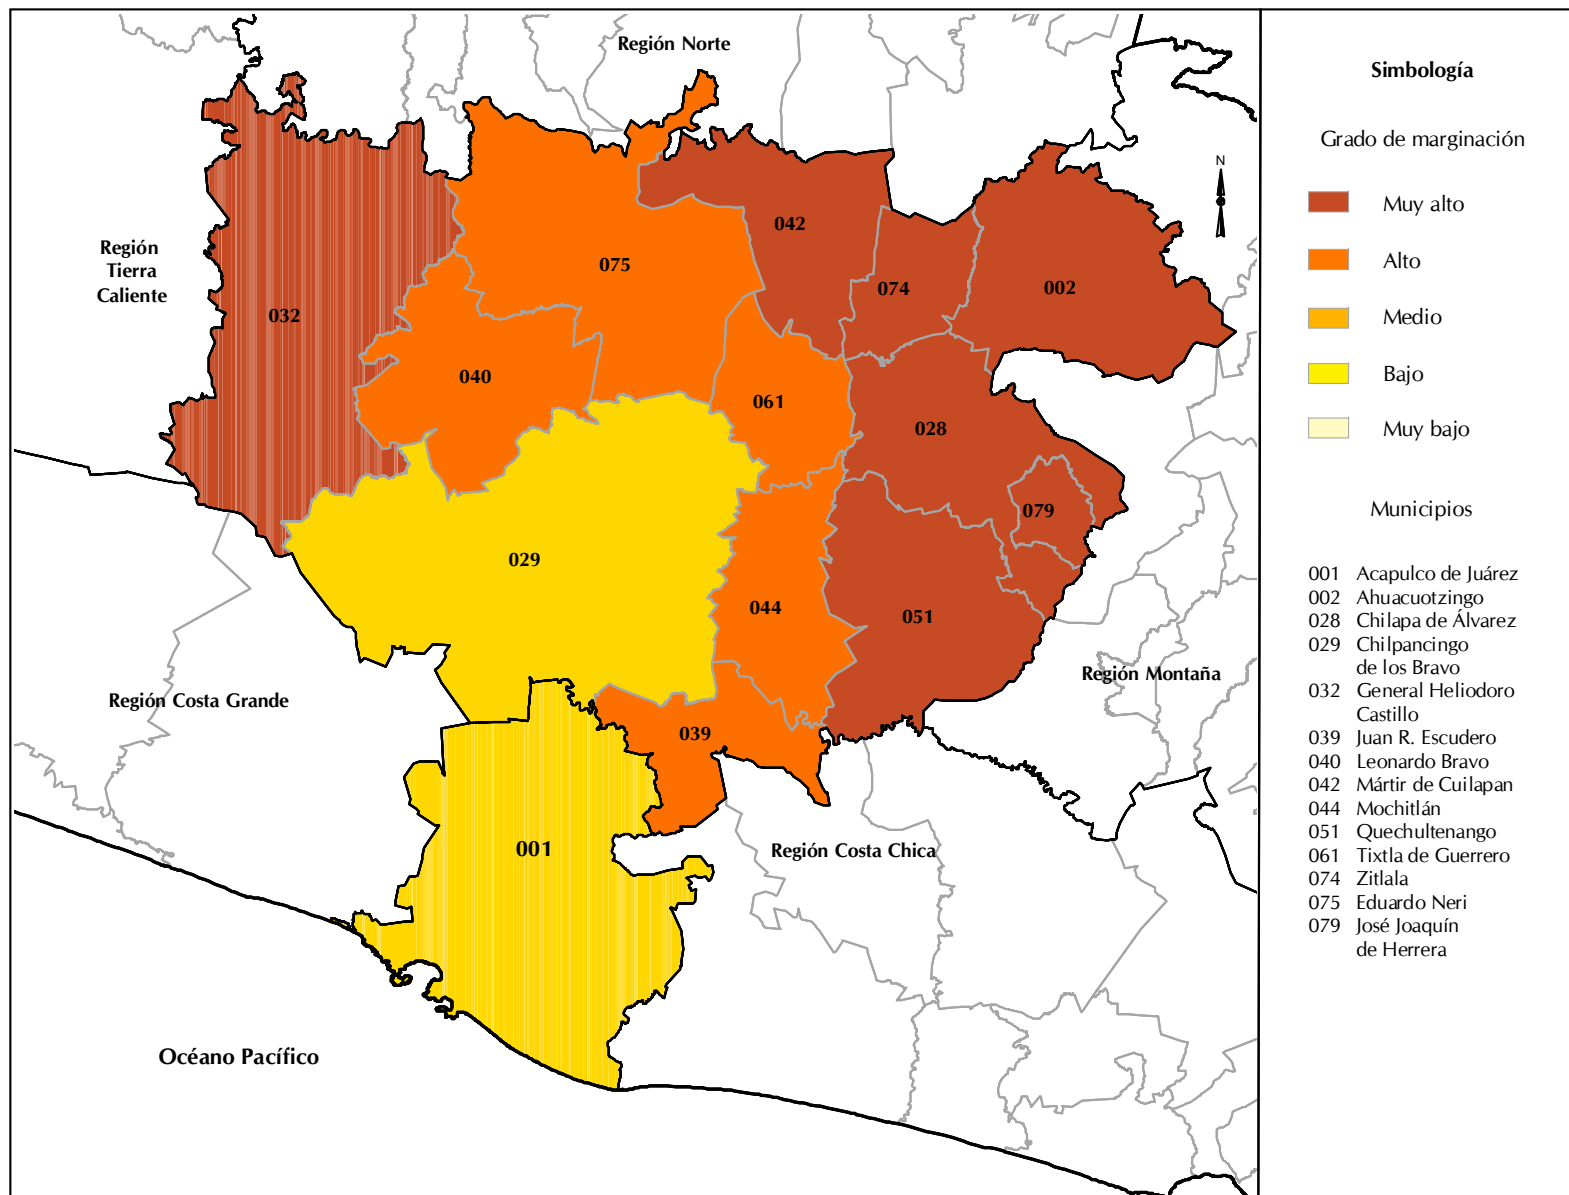 Región Norte
Región
Tierra
Caliente
042
075
074
002
032
040
061
028
079
029
044
051
Región Montaña
Región Costa Grande
039
001
Región Costa Chica
Océano Pacífico
N
Simbología
Grado de marginación
Muy alto
Alto
Medio
Bajo
Muy bajo
Municipios
001 Acapulco de Juárez
002 Ahuacuotzingo
028 Chilapa de Álvarez
029 Chilpancingo
de los Bravo
032 General Heliodoro
Castillo
039 Juan R. Escudero
040 Leonardo Bravo
042 Mártir de Cuilapan
044 Mochitlán
051 Quechultenango
061 Tixtla de Guerrero
074 Zitlala
075 Eduardo Neri
079 José Joaquín
de Herrera